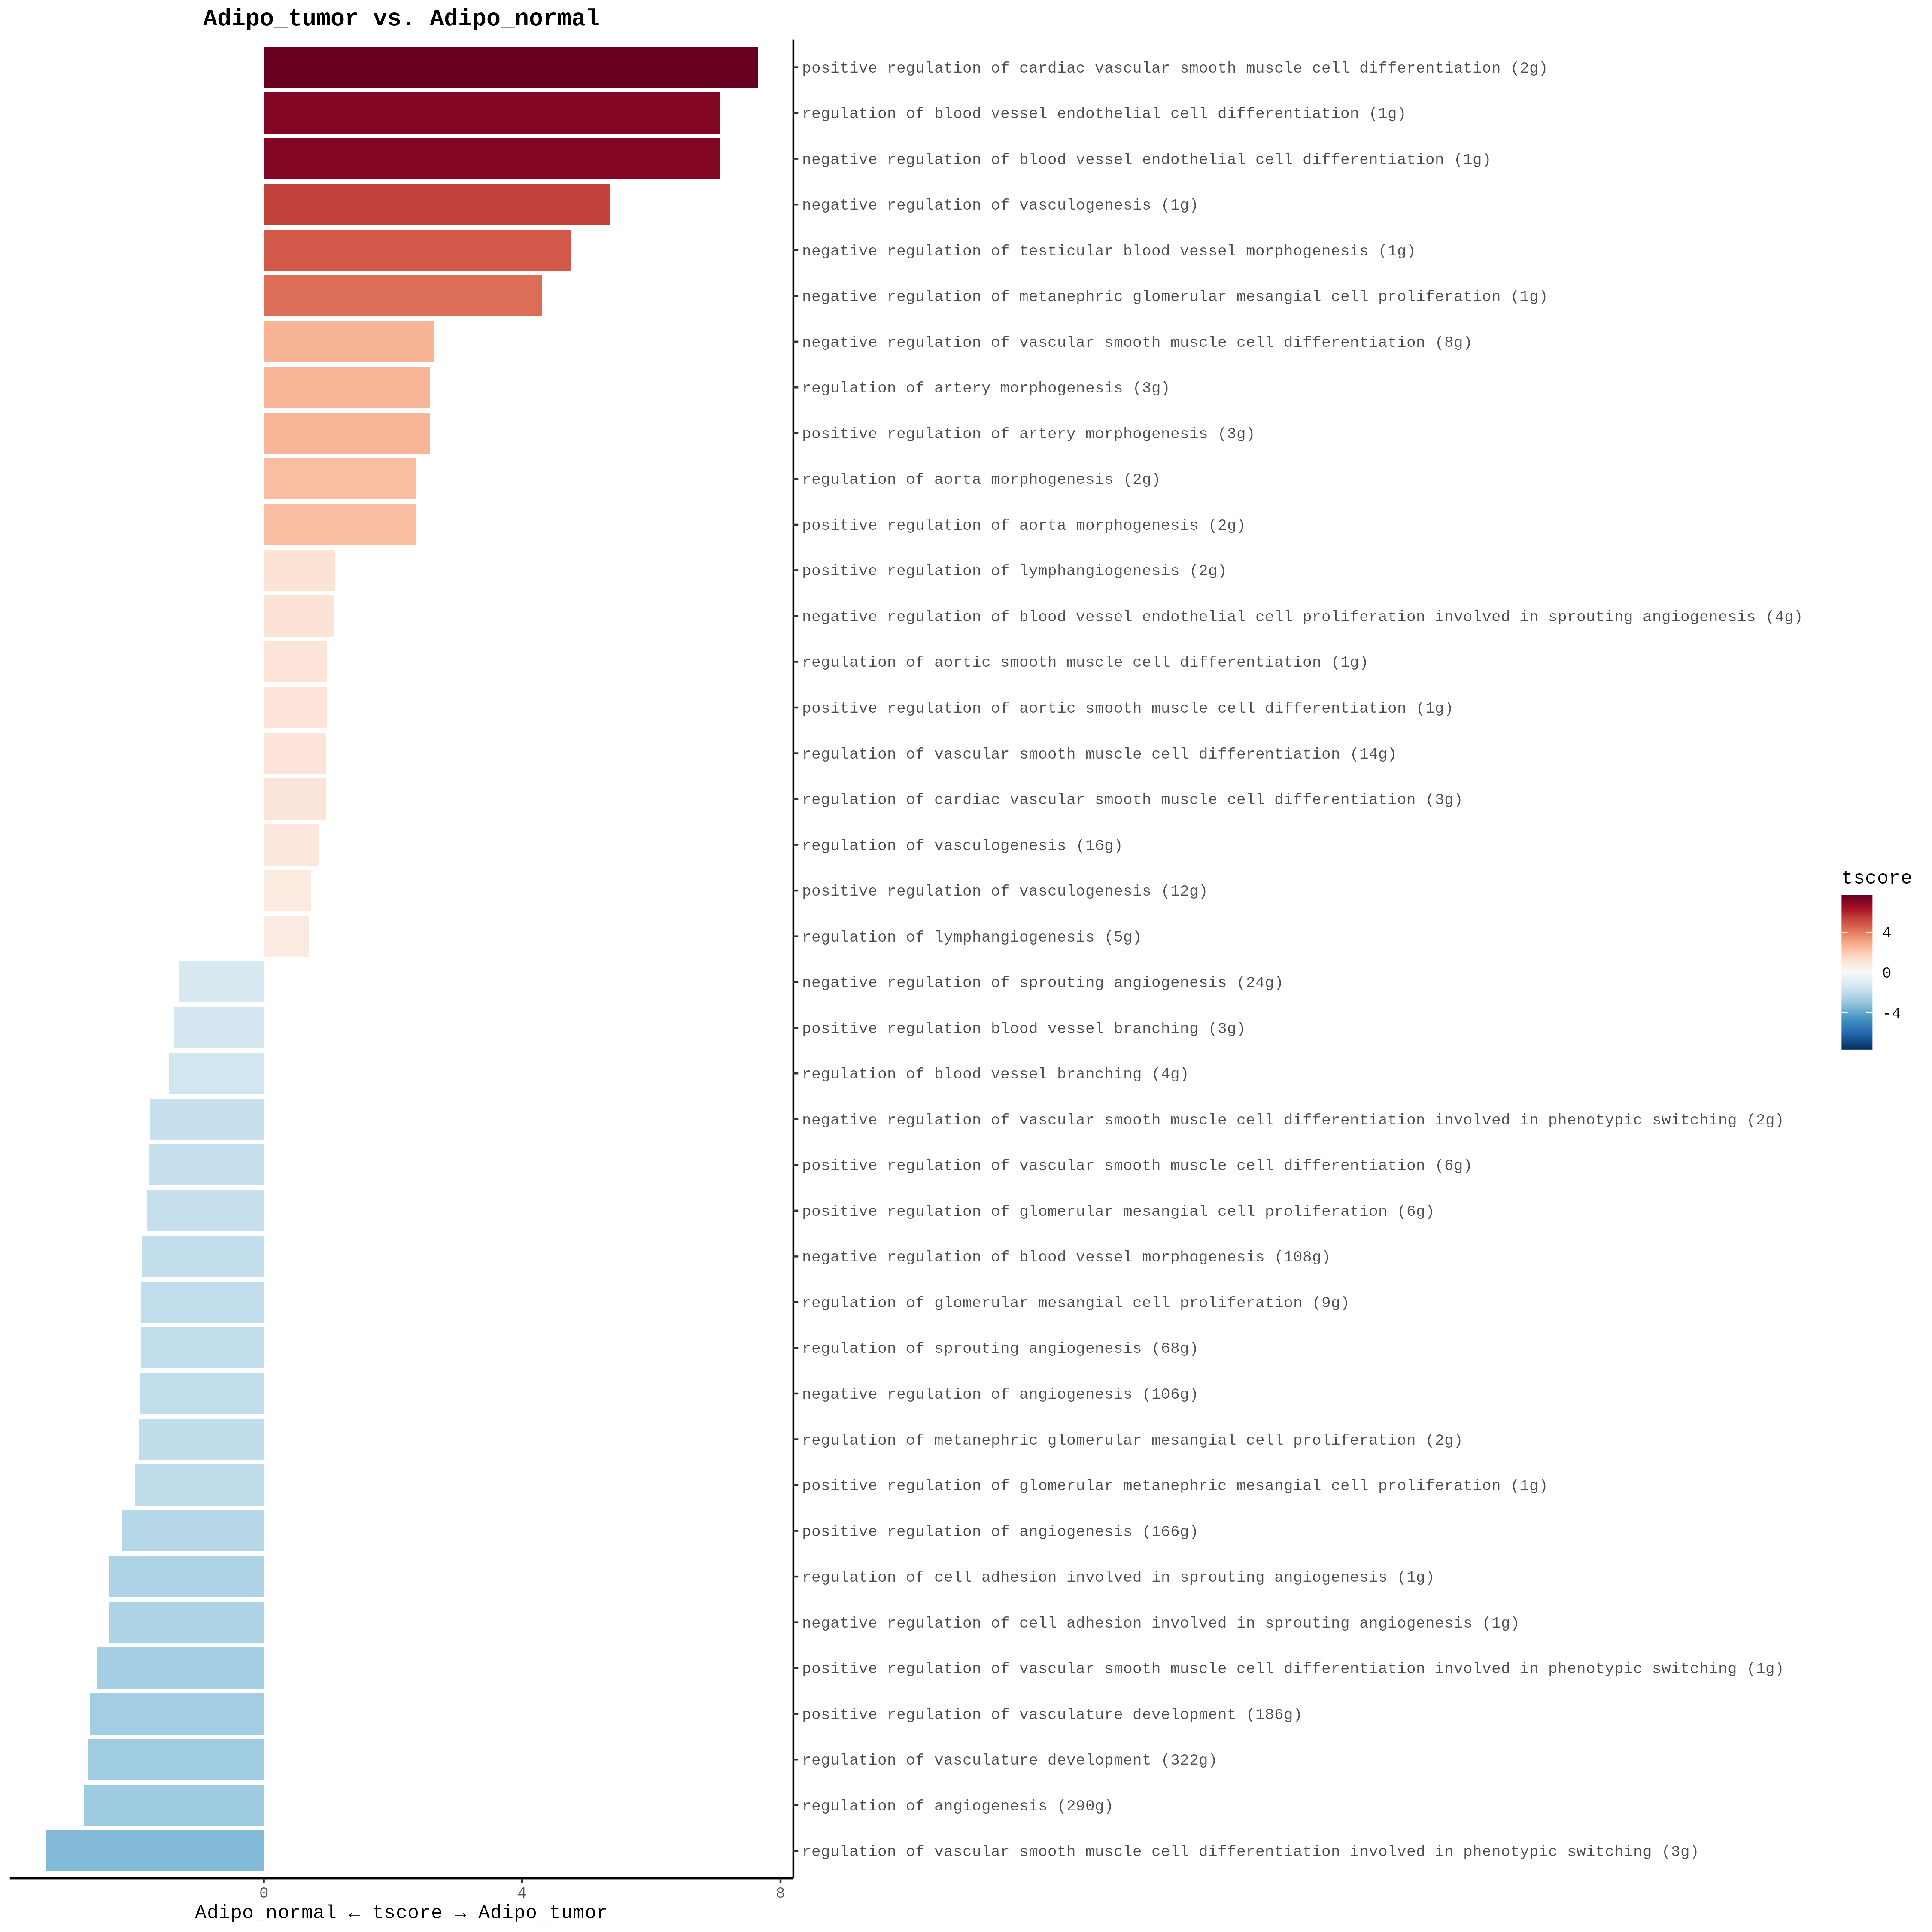 Adipo_tumor vs. Adipo_normal
positive regulation of cardiac vascular smooth muscle cell differentiation (2g)
regulation of blood vessel endothelial cell differentiation (1g)
negative regulation of blood vessel endothelial cell differentiation (1g)
negative regulation of vasculogenesis (1g)
negative regulation of testicular blood vessel morphogenesis (1g)
negative regulation of metanephric glomerular mesangial cell proliferation (1g)
negative regulation of vascular smooth muscle cell differentiation (8g)
regulation of artery morphogenesis (3g)
positive regulation of artery morphogenesis (3g)
regulation of aorta morphogenesis (2g)
positive regulation of aorta morphogenesis (2g)
positive regulation of lymphangiogenesis (2g)
negative regulation of blood vessel endothelial cell proliferation involved in sprouting angiogenesis (4g)
regulation of aortic smooth muscle cell differentiation (1g)
positive regulation of aortic smooth muscle cell differentiation (1g)
regulation of vascular smooth muscle cell differentiation (14g)
regulation of cardiac vascular smooth muscle cell differentiation (3g)
regulation of vasculogenesis (16g)
positive regulation of vasculogenesis (12g)
regulation of lymphangiogenesis (5g)
negative regulation of sprouting angiogenesis (24g)
positive regulation blood vessel branching (3g)
regulation of blood vessel branching (4g)
negative regulation of vascular smooth muscle cell differentiation involved in phenotypic switching (2g)
positive regulation of vascular smooth muscle cell differentiation (6g)
positive regulation of glomerular mesangial cell proliferation (6g)
negative regulation of blood vessel morphogenesis (108g)
regulation of glomerular mesangial cell proliferation (9g)
regulation of sprouting angiogenesis (68g)
negative regulation of angiogenesis (106g)
regulation of metanephric glomerular mesangial cell proliferation (2g)
positive regulation of glomerular metanephric mesangial cell proliferation (1g)
positive regulation of angiogenesis (166g)
regulation of cell adhesion involved in sprouting angiogenesis (1g)
negative regulation of cell adhesion involved in sprouting angiogenesis (1g)
positive regulation of vascular smooth muscle cell differentiation involved in phenotypic switching (1g)
positive regulation of vasculature development (186g)
regulation of vasculature development (322g)
regulation of angiogenesis (290g)
regulation of vascular smooth muscle cell differentiation involved in phenotypic switching (3g)
0 4 8
Adipo_normal ← tscore → Adipo_tumor
tscore
4
0
-4